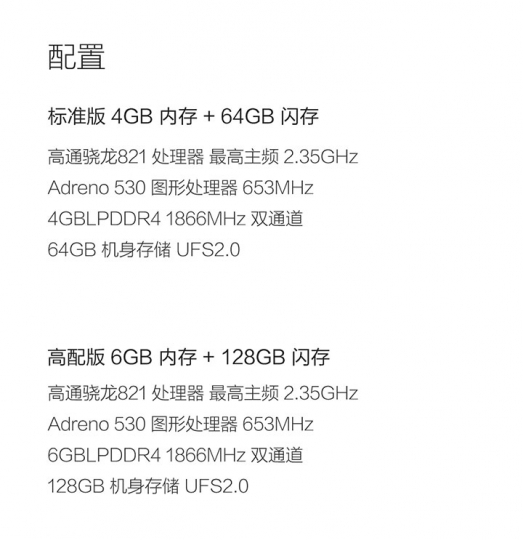 配置
标准版 4GB 内存 + 64GB 闪存
高通骁龙821 处理器 最高主频 2.35GHz
Adreno 530 图形处理器 653MHz
4GBLPDDR4 1866MHz 双通道
64GB 机身存储 UFS2.0
高配版 6GB 内存 + 128GB 闪存
高通骁龙821 处理器 最高主频 2.35GHz
Adreno 530 图形处理器 653MHz
6GBLPDDR4 1866MHz 双通道
128GB 机身存储 UFS2.0